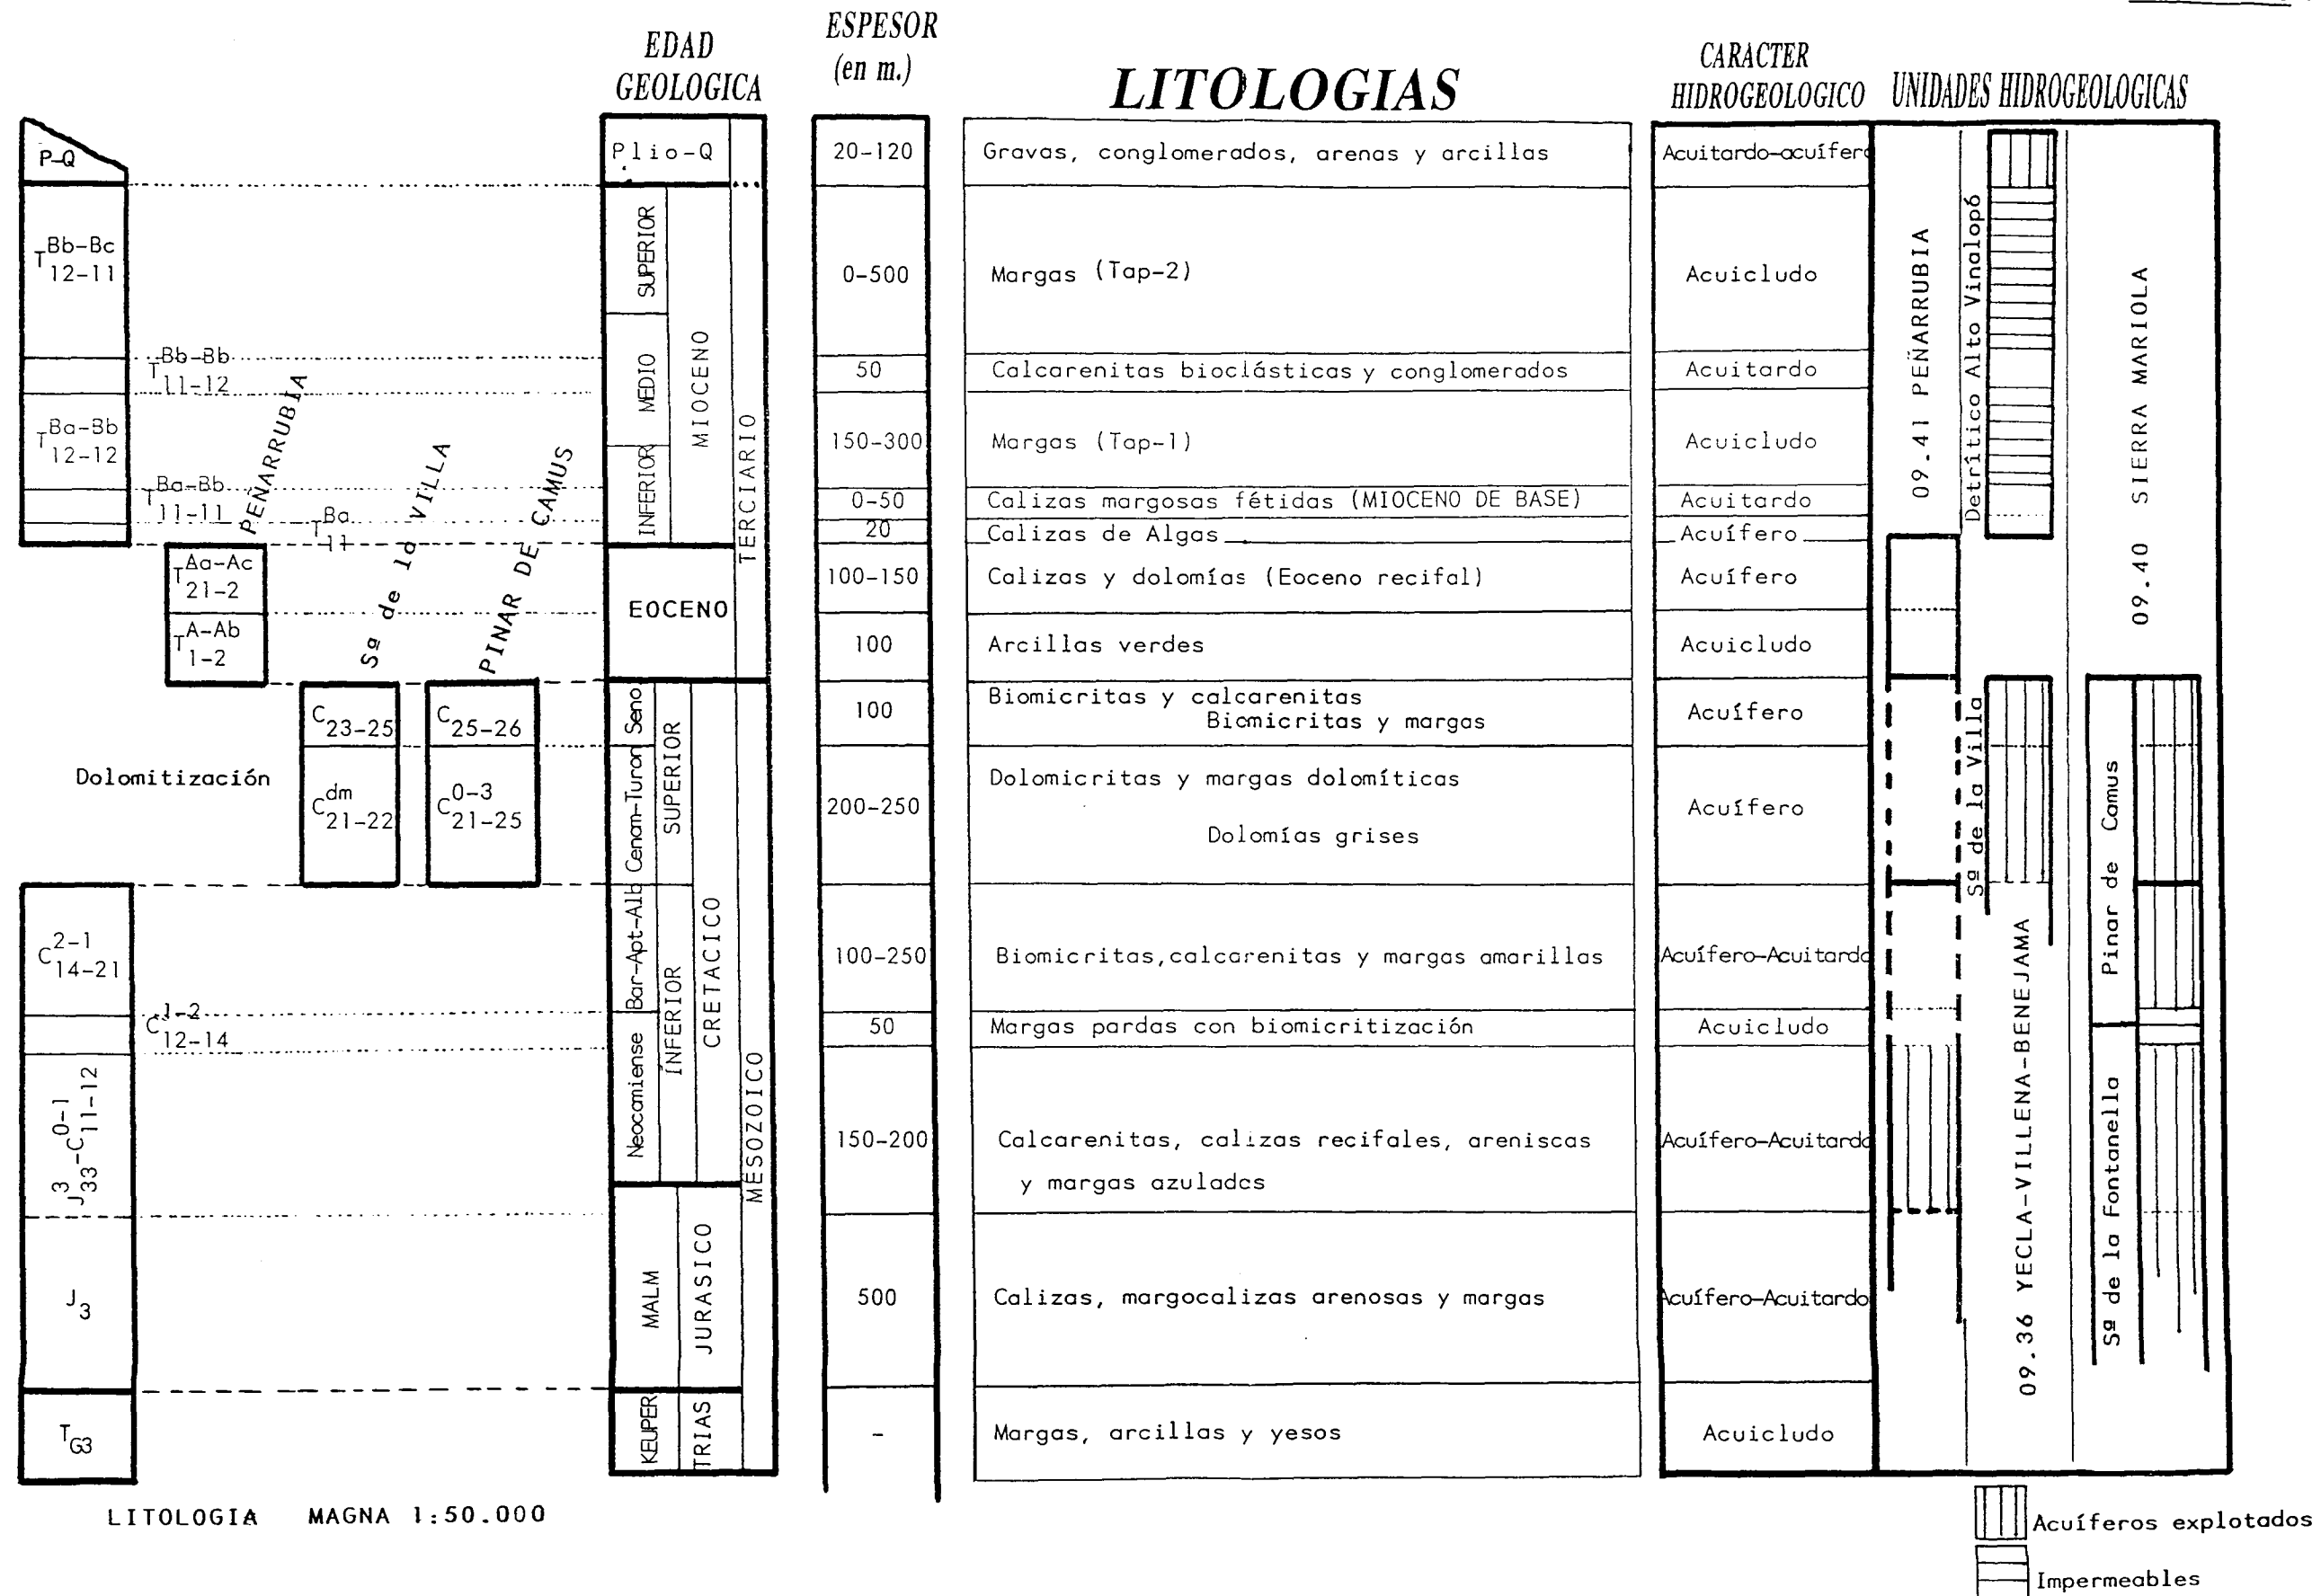 EDAD
GEOLOGICA
ESPESOR
(en m.)
LITOLOGIAS
CARACTER
HIDROGEOLOGICO
UNIDADES HIDROGEOLOGICAS
P-Q
Plio-Q
20-120
Gravas, conglomerados, arenas y arcillas
Acuitardo-acuífero
T Bb-Bc 12-11
SUPERIOR
0-500
Margas (Tap-2)
Acuicludo
T Bb-Bb 11-12
MEDIO
MIOCENO
TERCIARIO
50
Calcarenitas bioclásticas y conglomerados
Acuitardo
T Ba-Bb 12-12
150-300
Margas (Tap-1)
Acuicludo
T Ba-Bb 11-11
INFERIOR
0-50
Calizas margosas fétidas (MIOCENO DE BASE)
Acuitardo
T Ba 11
20
Calizas de Algas
Acuífero
PEÑARRUBIA
Sª de la VILLA
PINAR DE CAMUS
T Aa-Ac 21-2
EOCENO
100-150
Calizas y dolomías (Eoceno recifal)
Acuífero
T A-Ab 1-2
100
Arcillas verdes
Acuicludo
C 23-25
C 25-26
Seno
100
Biomicritas y calcarenitas
Biomicritas y margas
Acuífero
Dolomitización
C dm 21-22
C 0-3 21-25
Cenam-Turon
SUPERIOR
200-250
Dolomicritas y margas dolomíticas
Dolomías grises
Acuífero
C 2-1 14-21
Bar-Apt-Alb
INFERIOR
CRETACICO
MESOZOICO
100-250
Biomicritas, calcarenitas y margas amarillas
Acuífero-Acuitardo
C 1-2 12-14
50
Margas pardas con biomicritización
Acuicludo
J 3 33-C 0-1 11-12
Neocomiense
150-200
Calcarenitas, calizas recifales, areniscas
y margas azuladas
Acuífero-Acuitardo
J 3
MALM
JURASICO
500
Calizas, margocalizas arenosas y margas
Acuífero-Acuitardo
T G3
KEUPER
TRIAS
-
Margas, arcillas y yesos
Acuicludo
09.41 PEÑARRUBIA
Detrítico Alto Vinalopó
09.40 SIERRA MARIOLA
Sª de la Villa
Pinar de Camus
09.36 YECLA-VILLENA-BENEJAMA
Sª de la Fontanella
LITOLOGIA MAGNA 1:50.000
Acuíferos explotados
Impermeables